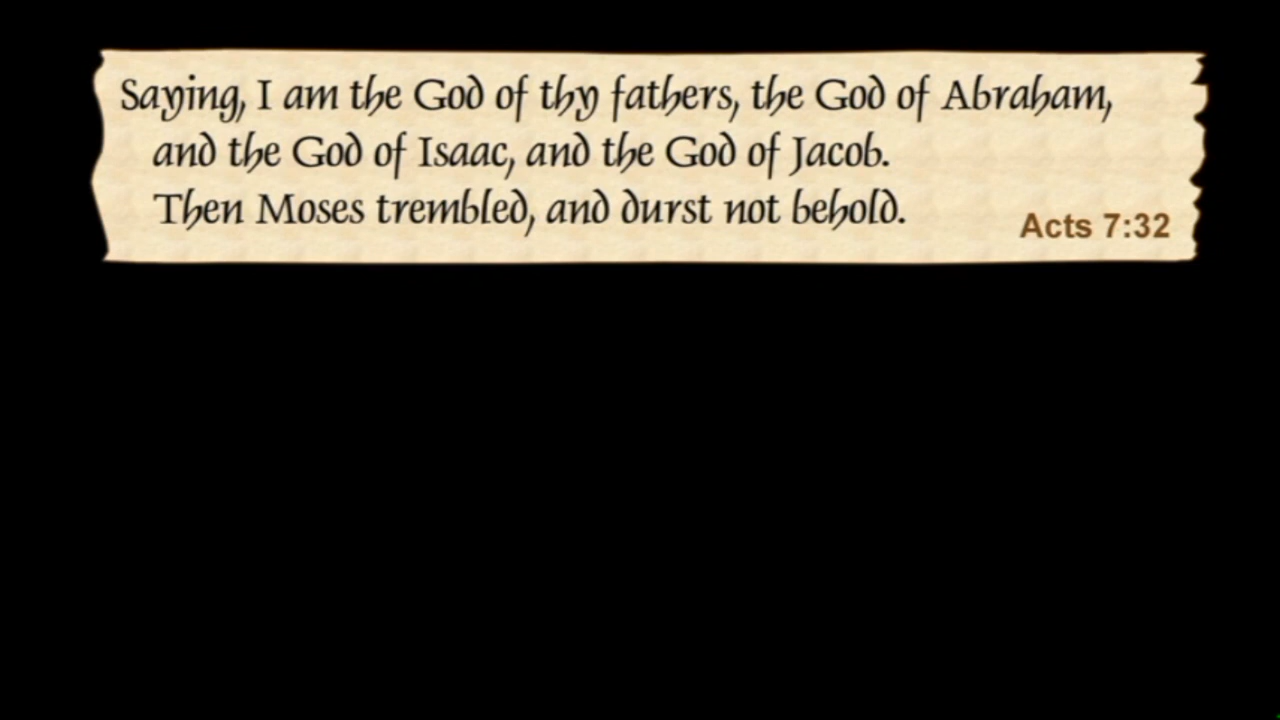 Saying, I am the God of thy fathers, the God of Abraham,
and the God of Isaac, and the God of Jacob.
Then Moses trembled, and durst not behold.
Acts 7:32